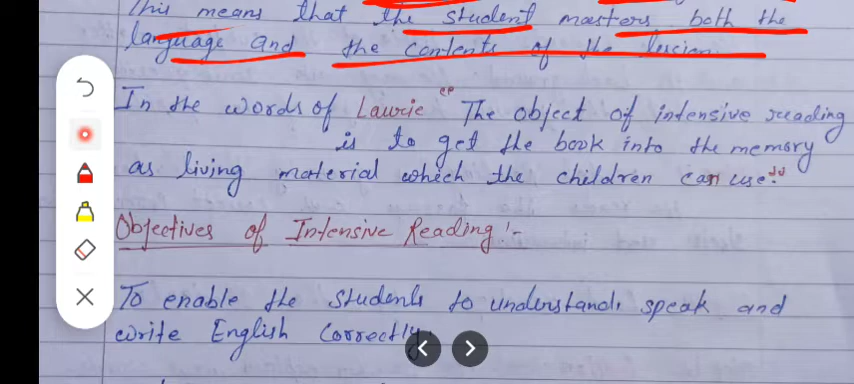 This means that the student masters both the
language and the contents of the lession.
In the words of Lawrie "The object of intensive reading
is to get the book into the memory
as living material which the children can use."
Objectives of Intensive Reading :-
To enable the students to understand, speak and
write English Correctly.